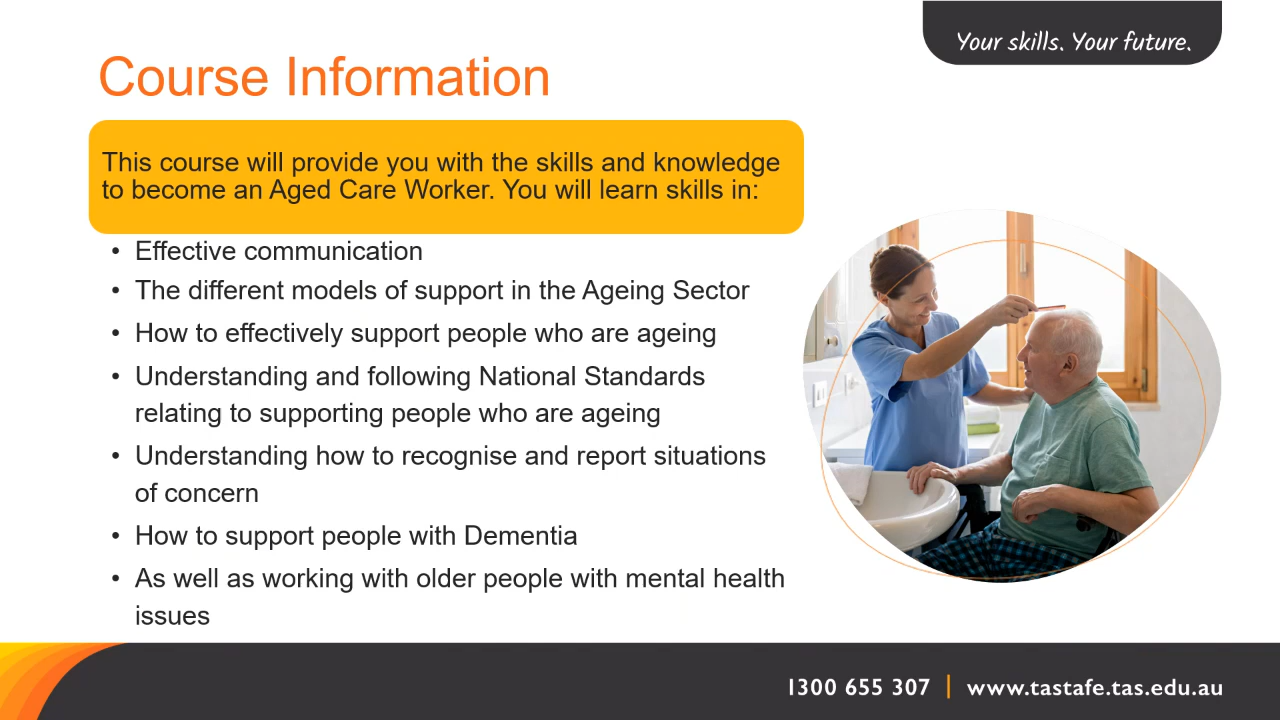 Your skills. Your future.
Course Information
This course will provide you with the skills and knowledge
to become an Aged Care Worker. You will learn skills in:
• Effective communication
• The different models of support in the Ageing Sector
• How to effectively support people who are ageing
• Understanding and following National Standards
relating to supporting people who are ageing
• Understanding how to recognise and report situations
of concern
• How to support people with Dementia
• As well as working with older people with mental health
issues
1300 655 307 | www.tastafe.tas.edu.au